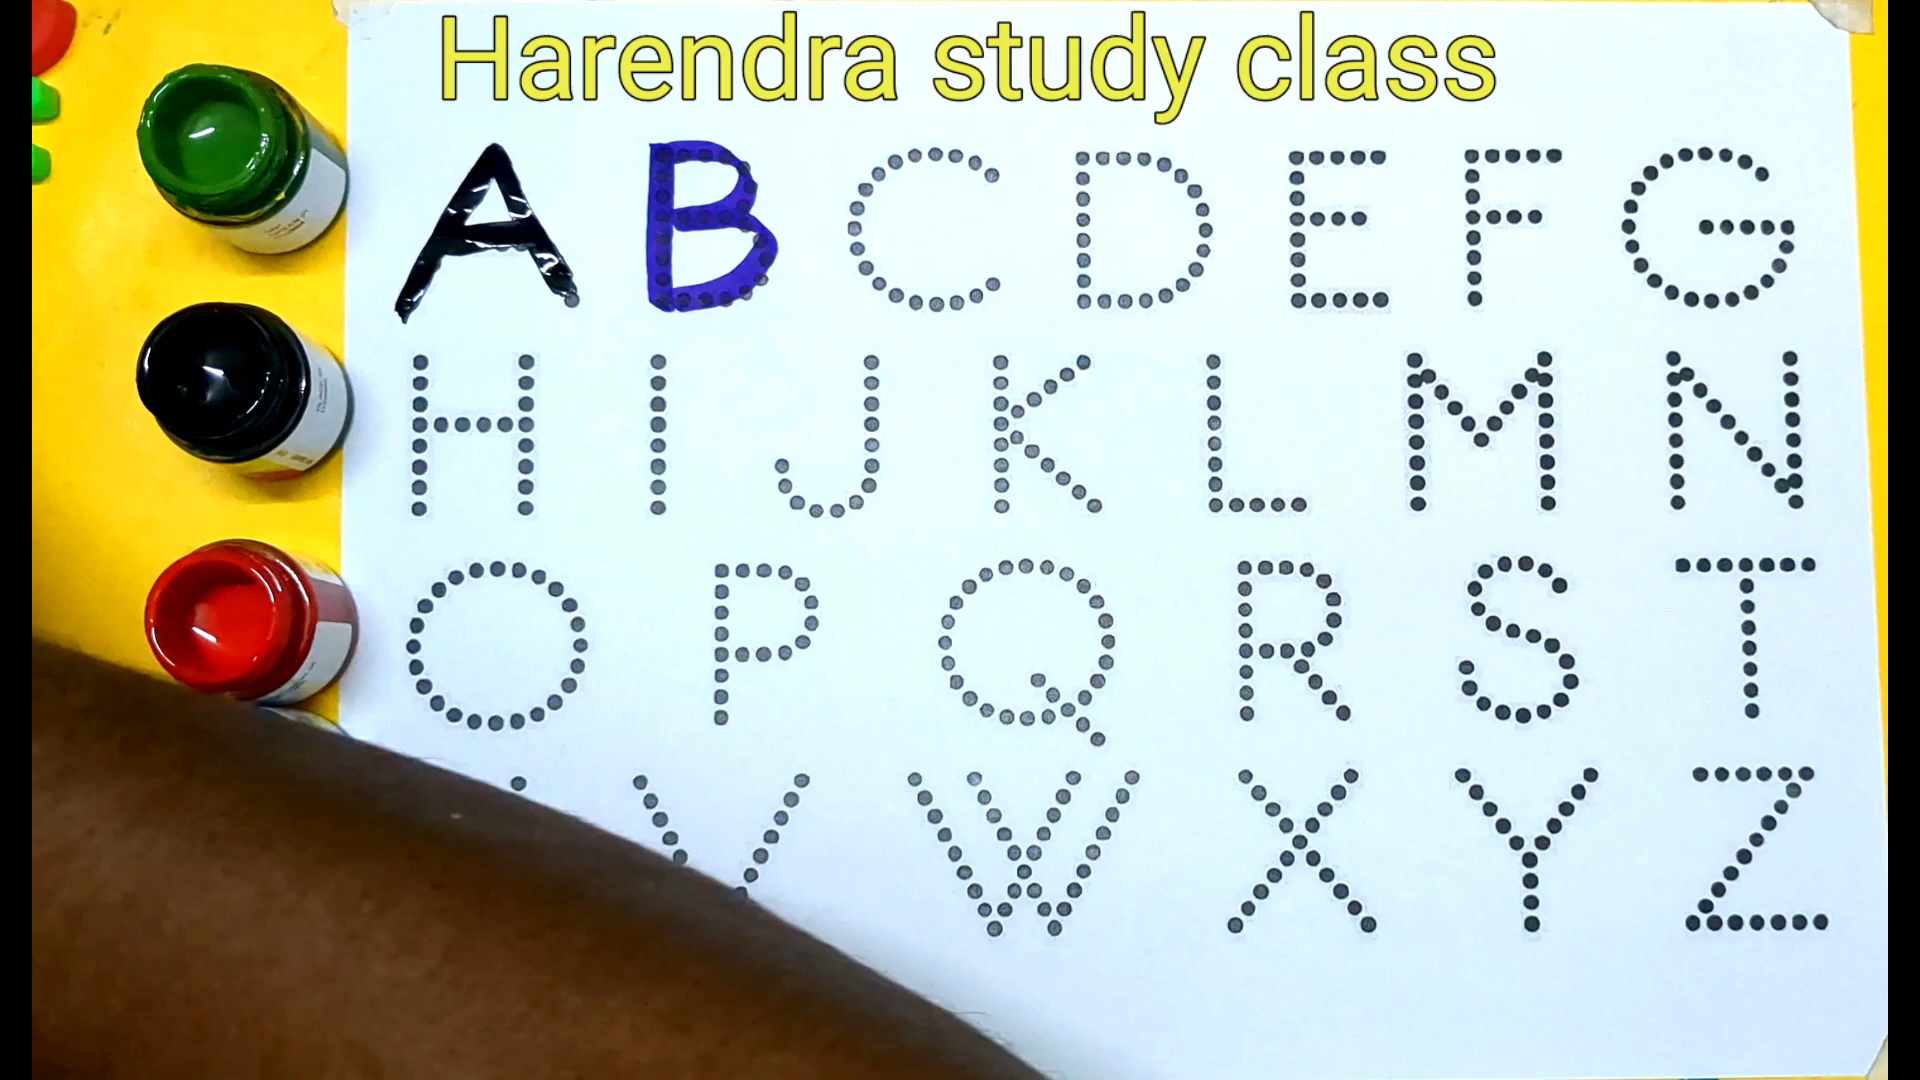 Harendra study class
A B C D E F G
H I J K L M N
O P Q R S T
V W X Y Z